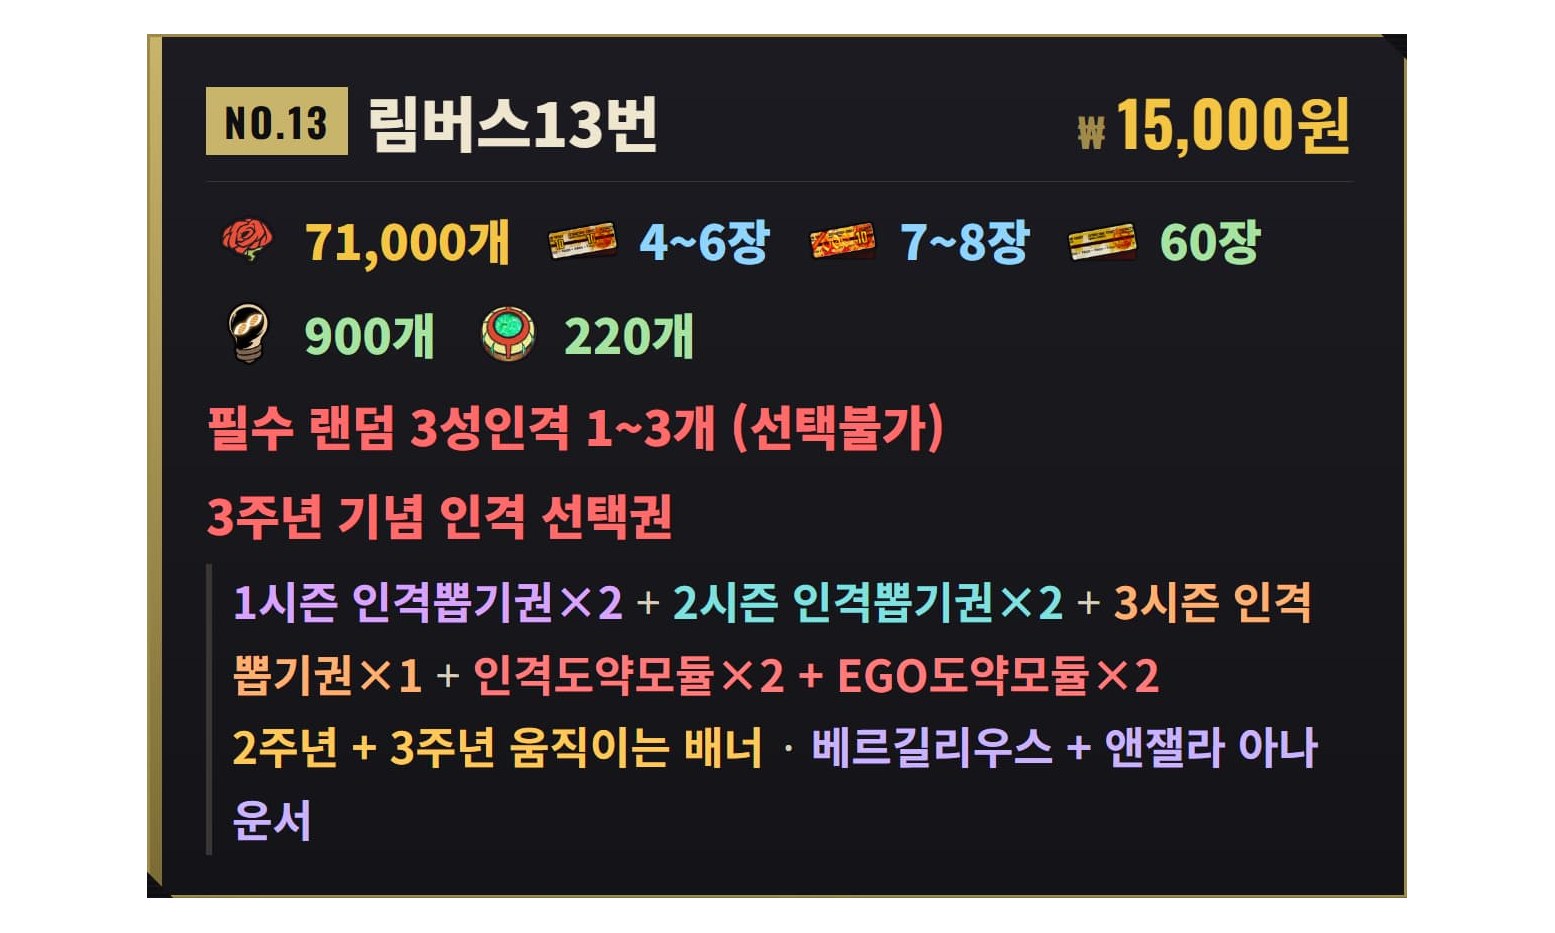 NO.13 림버스13번 ₩ 15,000원
71,000개 4~6장 7~8장 60장
900개 220개
필수 랜덤 3성인격 1~3개 (선택불가)
3주년 기념 인격 선택권
1시즌 인격뽑기권×2 + 2시즌 인격뽑기권×2 + 3시즌 인격
뽑기권×1 + 인격도약모듈×2 + EGO도약모듈×2
2주년 + 3주년 움직이는 배너 · 베르길리우스 + 앤젤라 아나
운서